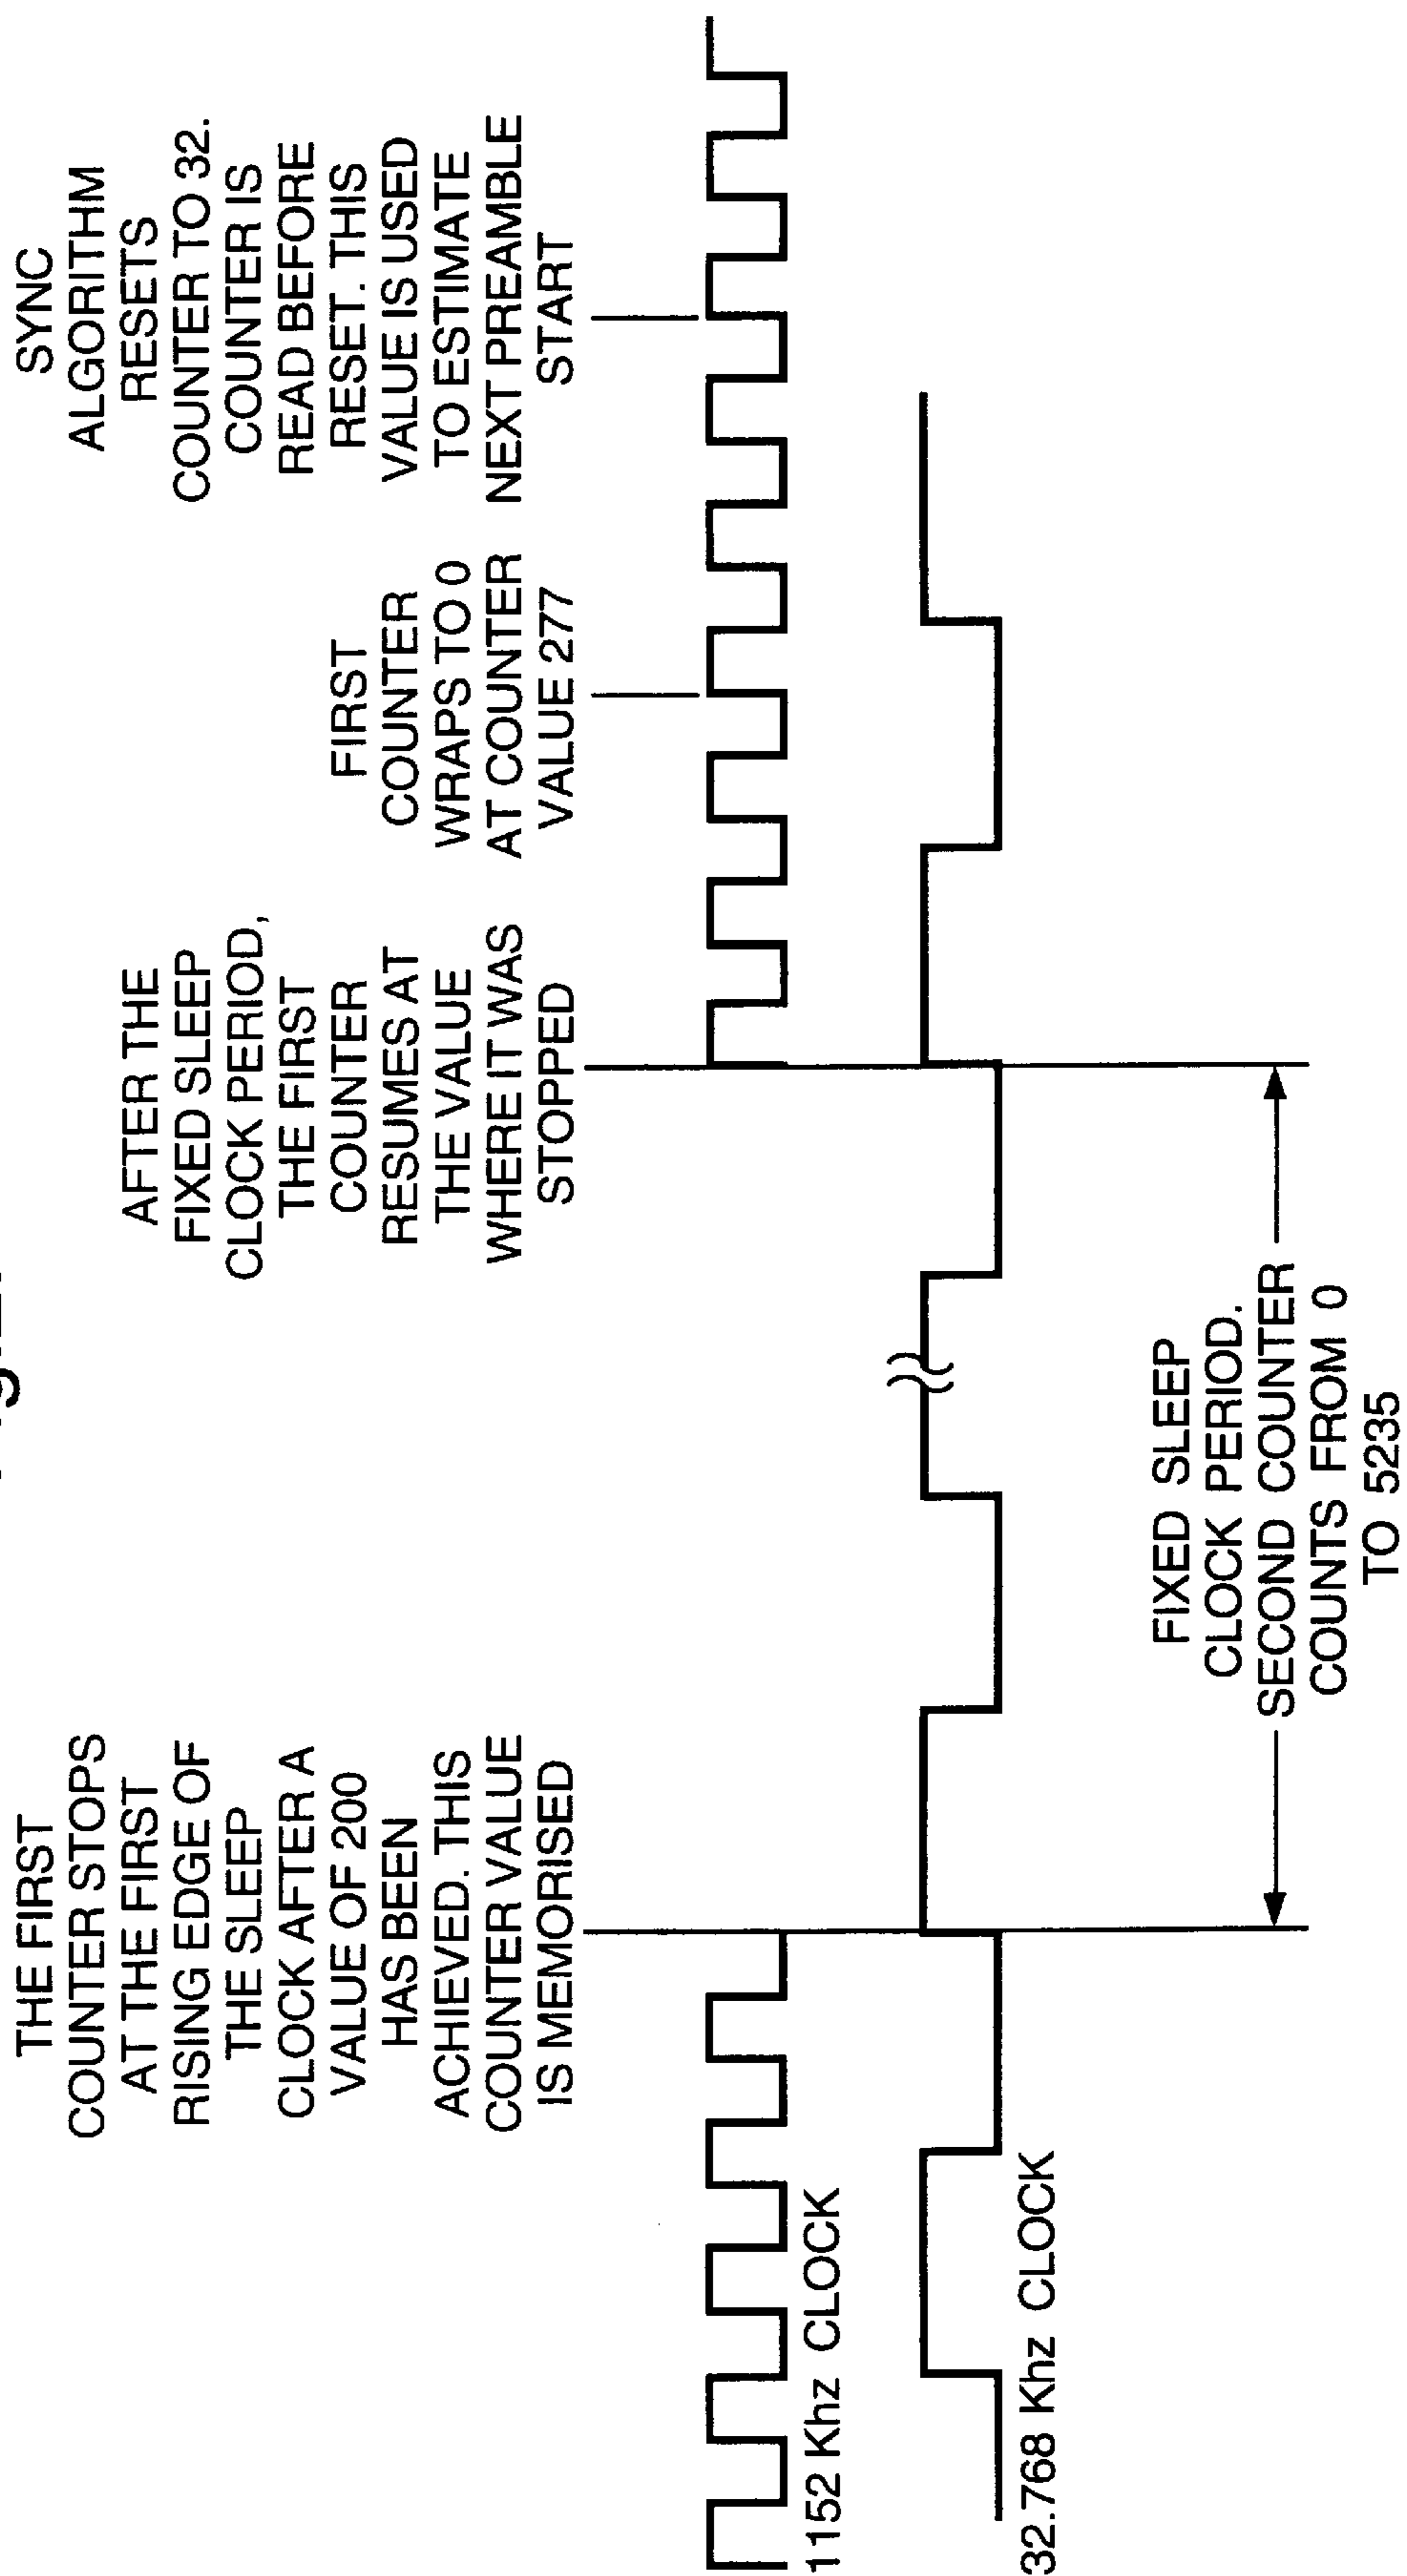 THE FIRST
COUNTER STOPS
AT THE FIRST
RISING EDGE OF
THE SLEEP
CLOCK AFTER A
VALUE OF 200
HAS BEEN
ACHIEVED. THIS
COUNTER VALUE
IS MEMORISED
AFTER THE
FIXED SLEEP
CLOCK PERIOD,
THE FIRST
COUNTER
RESUMES AT
THE VALUE
WHERE IT WAS
STOPPED
FIRST
COUNTER
WRAPS TO 0
AT COUNTER
VALUE 277
SYNC
ALGORITHM
RESETS
COUNTER TO 32.
COUNTER IS
READ BEFORE
RESET. THIS
VALUE IS USED
TO ESTIMATE
NEXT PREAMBLE
START
1152 Khz CLOCK
32.768 Khz CLOCK
FIXED SLEEP
CLOCK PERIOD.
SECOND COUNTER
COUNTS FROM 0
TO 5235